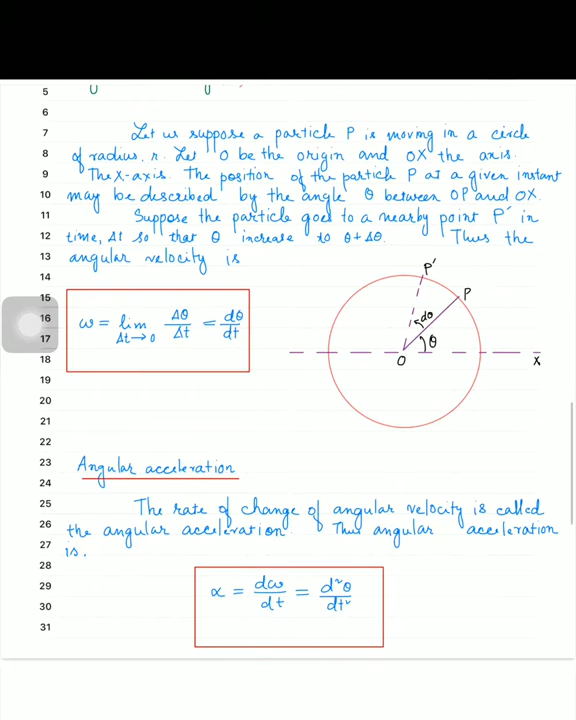 5
6
7 Let us suppose a particle P is moving in a circle
8 of radius, r. Let O be the origin and OX the axis.
9 The X-axis. The position of the particle P at a given instant
10 may be described by the angle θ between OP and OX.
11 Suppose the particle goes to a nearby point P' in
12 time, Δt so that θ increase to θ+Δθ. Thus the
13 angular velocity is
14
15
16
17
18
19
20
21
22
ω = lim Δt→0 Δθ/Δt = dθ/dt
P'
P
dθ
θ
O
X
23 Angular acceleration
24
25 The rate of change of angular velocity is called
26 the angular acceleration. Thus angular acceleration
27 is.
28
29
30
31
α = dω/dt = d²θ/dt²